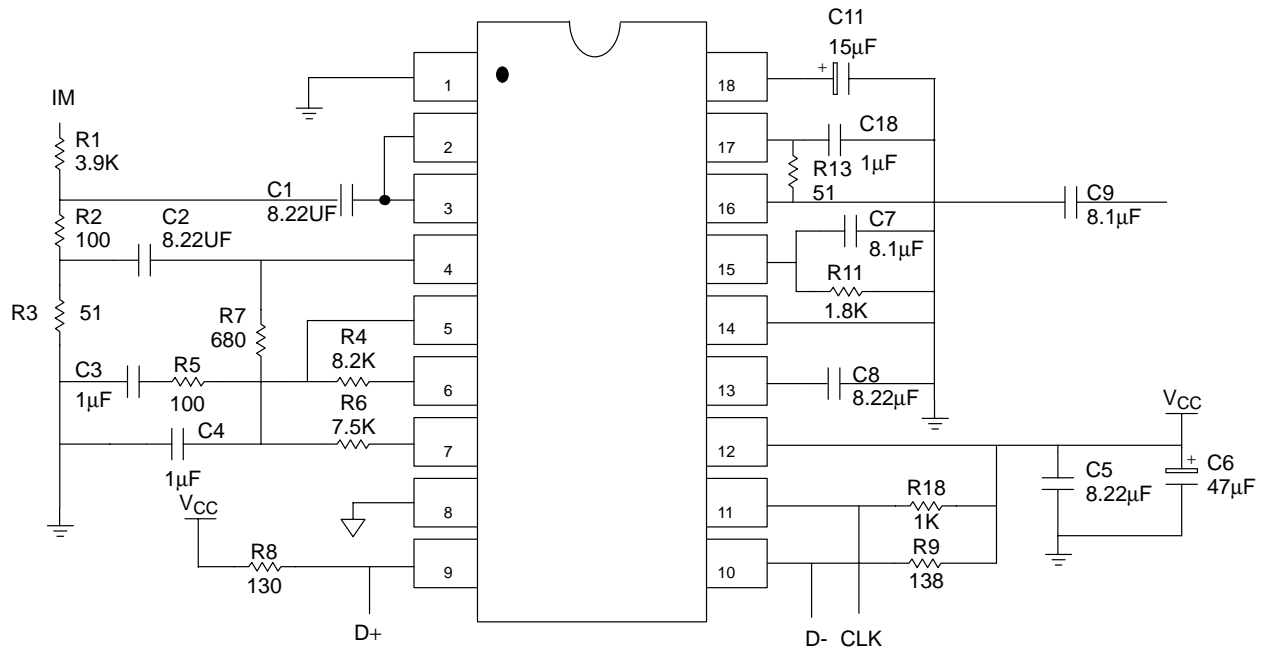 IM
R1
3.9K
R2
100
R3
51
C1
8.22UF
C2
8.22UF
R7
680
C3
1µF
R5
100
R4
8.2K
R6
7.5K
C4
1µF
VCC
R8
130
D+
1
2
3
4
5
6
7
8
9
18
17
16
15
14
13
12
11
10
C11
+
15µF
C18
1µF
R13
51
C9
8.1µF
C7
8.1µF
R11
1.8K
C8
8.22µF
VCC
C5
8.22µF
+
C6
47µF
R18
1K
R9
138
D-
CLK